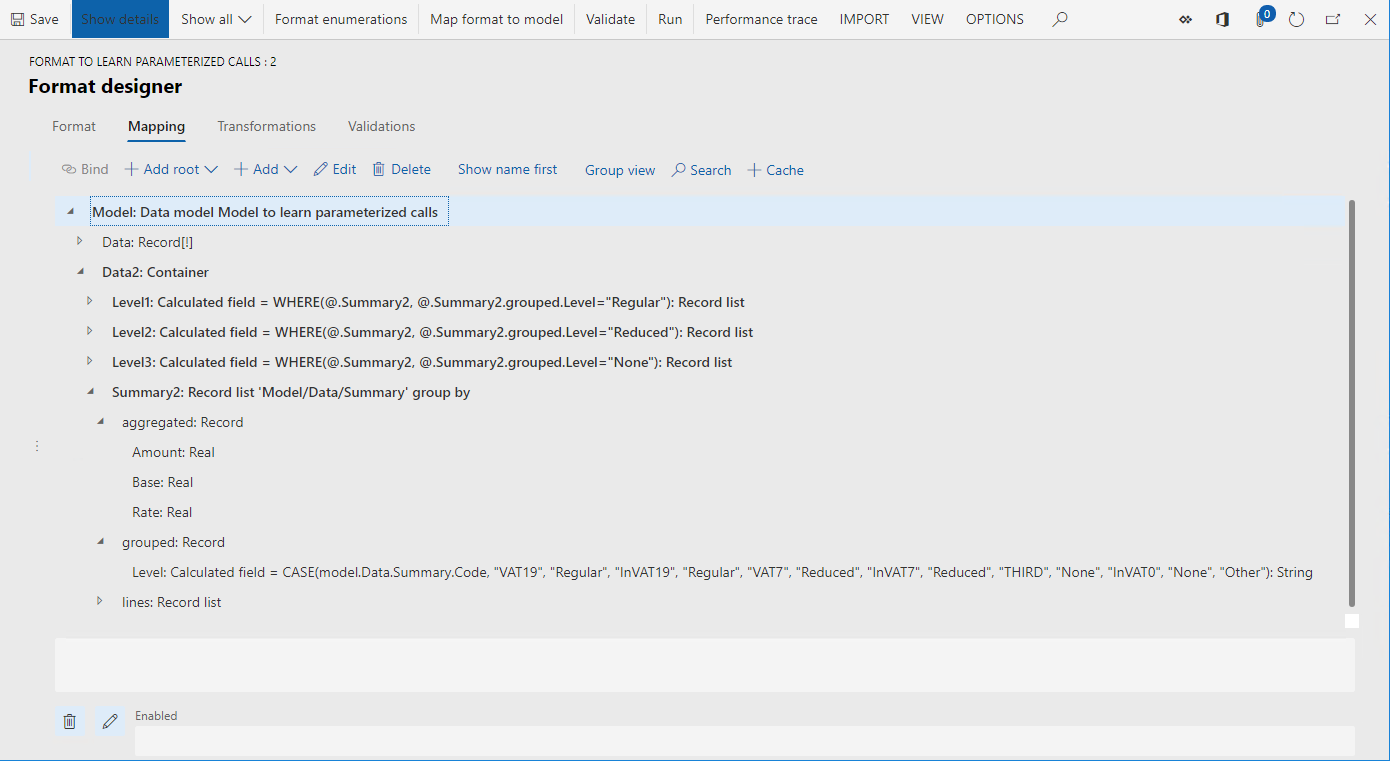 Save Show details Show all Format enumerations Map format to model Validate Run Performance trace IMPORT VIEW OPTIONS 0
FORMAT TO LEARN PARAMETERIZED CALLS : 2
Format designer
Format Mapping Transformations Validations
Bind Add root Add Edit Delete Show name first Group view Search Cache
Model: Data model Model to learn parameterized calls
Data: Record[!]
Data2: Container
Level1: Calculated field = WHERE(@.Summary2, @.Summary2.grouped.Level="Regular"): Record list
Level2: Calculated field = WHERE(@.Summary2, @.Summary2.grouped.Level="Reduced"): Record list
Level3: Calculated field = WHERE(@.Summary2, @.Summary2.grouped.Level="None"): Record list
Summary2: Record list 'Model/Data/Summary' group by
aggregated: Record
Amount: Real
Base: Real
Rate: Real
grouped: Record
Level: Calculated field = CASE(model.Data.Summary.Code, "VAT19", "Regular", "InVAT19", "Regular", "VAT7", "Reduced", "InVAT7", "Reduced", "THIRD", "None", "InVAT0", "None", "Other"): String
lines: Record list
Enabled